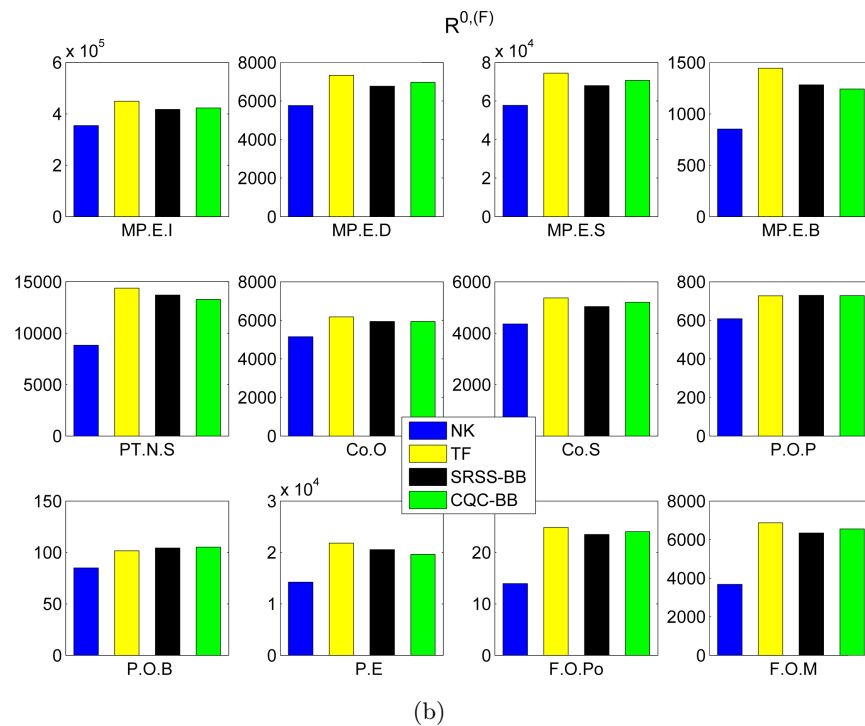 R^0,(F)
x 10^5
6
4
2
0
MP.E.I
8000
6000
4000
2000
0
MP.E.D
x 10^4
8
6
4
2
0
MP.E.S
1500
1000
500
0
MP.E.B
15000
10000
5000
0
PT.N.S
8000
6000
4000
2000
0
Co.O
6000
4000
2000
Co.S
800
600
400
200
0
P.O.P
NK
TF
SRSS-BB
CQC-BB
150
100
50
0
P.O.B
x 10^4
3
2
1
0
P.E
20
10
0
F.O.Po
8000
6000
4000
2000
0
F.O.M
(b)